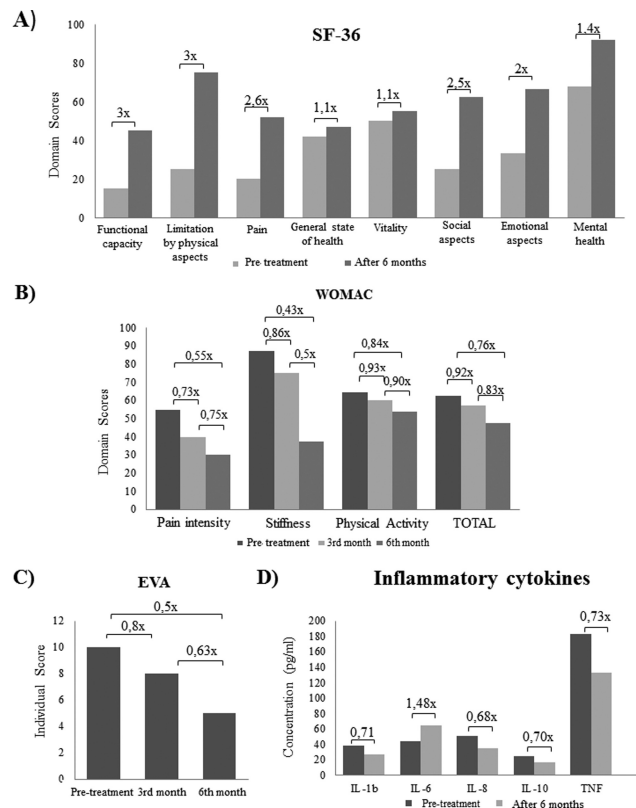 A)
SF-36
Domain Scores
100
80
60
40
20
0
3x
3x
2,6x
1,1x
1,1x
2,5x
2x
1.4x
Functional capacity
Limitation by physical aspects
Pain
General state of health
Vitality
Social aspects
Emotional aspects
Mental health
Pre-treatment
After 6 months
B)
WOMAC
Domain Scores
100
90
80
70
60
50
40
30
20
10
0
0,55x
0,73x
0,75x
0,43x
0,86x
0,5x
0,84x
0,93x
0,90x
0,76x
0,92x
0,83x
Pain intensity
Stiffness
Physical Activity
TOTAL
Pre-treatment
3rd month
6th month
C)
EVA
Individual Score
12
10
8
6
4
2
0
0,5x
0,8x
0,63x
Pre-treatment
3rd month
6th month
D)
Inflammatory cytokines
Concentration (pg/ml)
200
180
160
140
120
100
80
60
40
20
0
0,71
1,48x
0,68x
0,70x
0,73x
IL-1b
IL-6
IL-8
IL-10
TNF
Pre-treatment
After 6 months